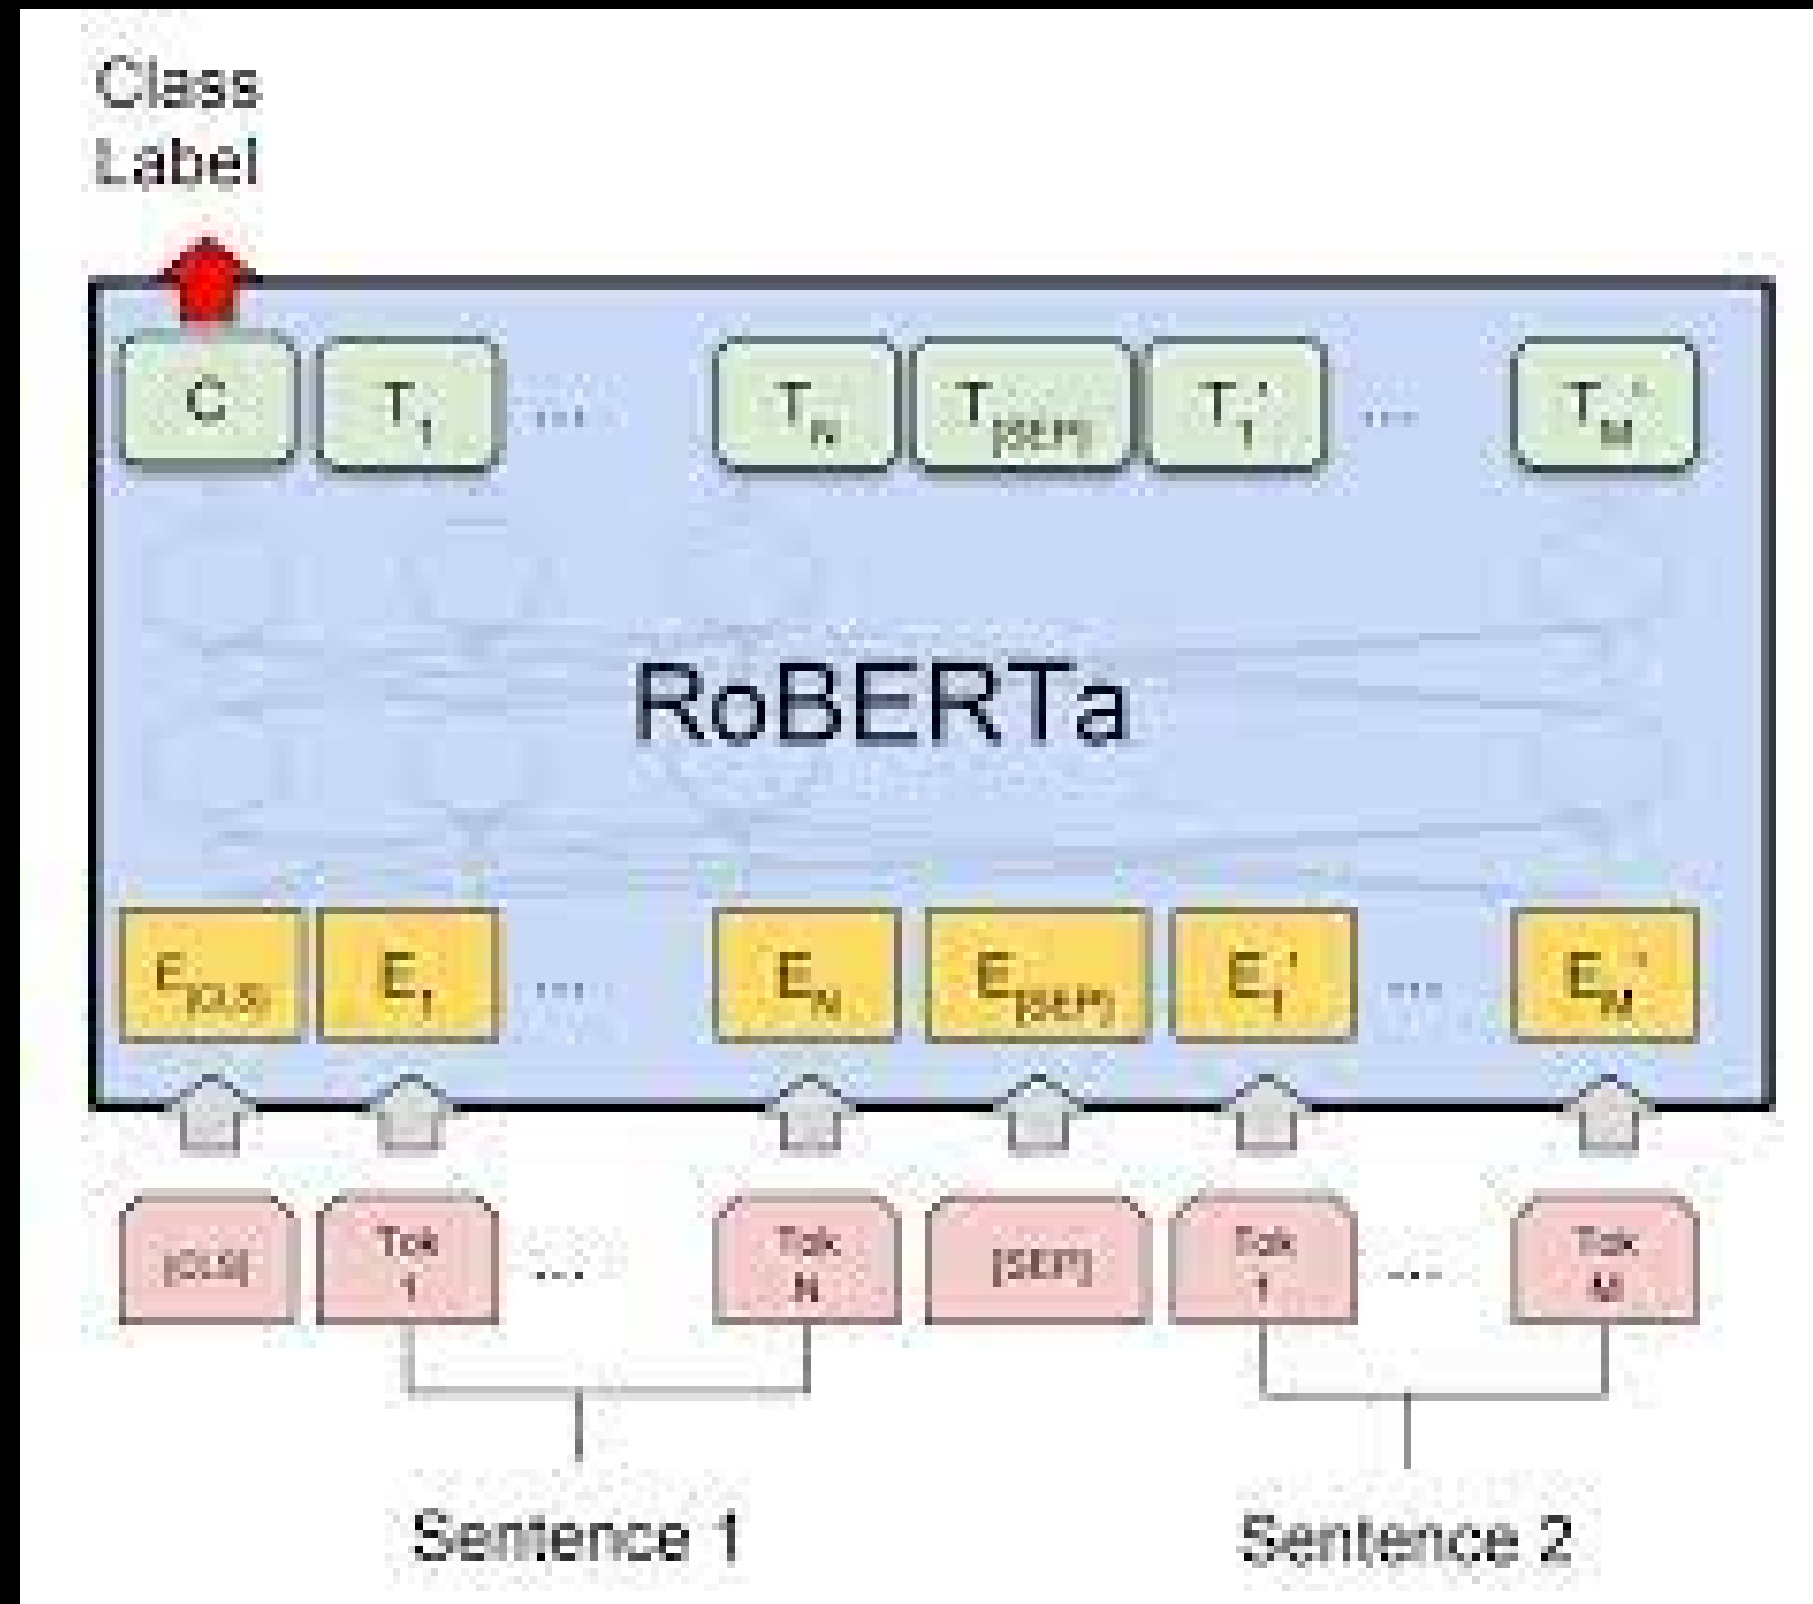 Class
Label
C T1 ... TN T[SEP] T1' ... TM'
RoBERTa
E[CLS] E1 ... EN E[SEP] E1' ... EM'
[CLS] Tok 1 ... Tok N [SEP] Tok 1 ... Tok M
Sentence 1 Sentence 2